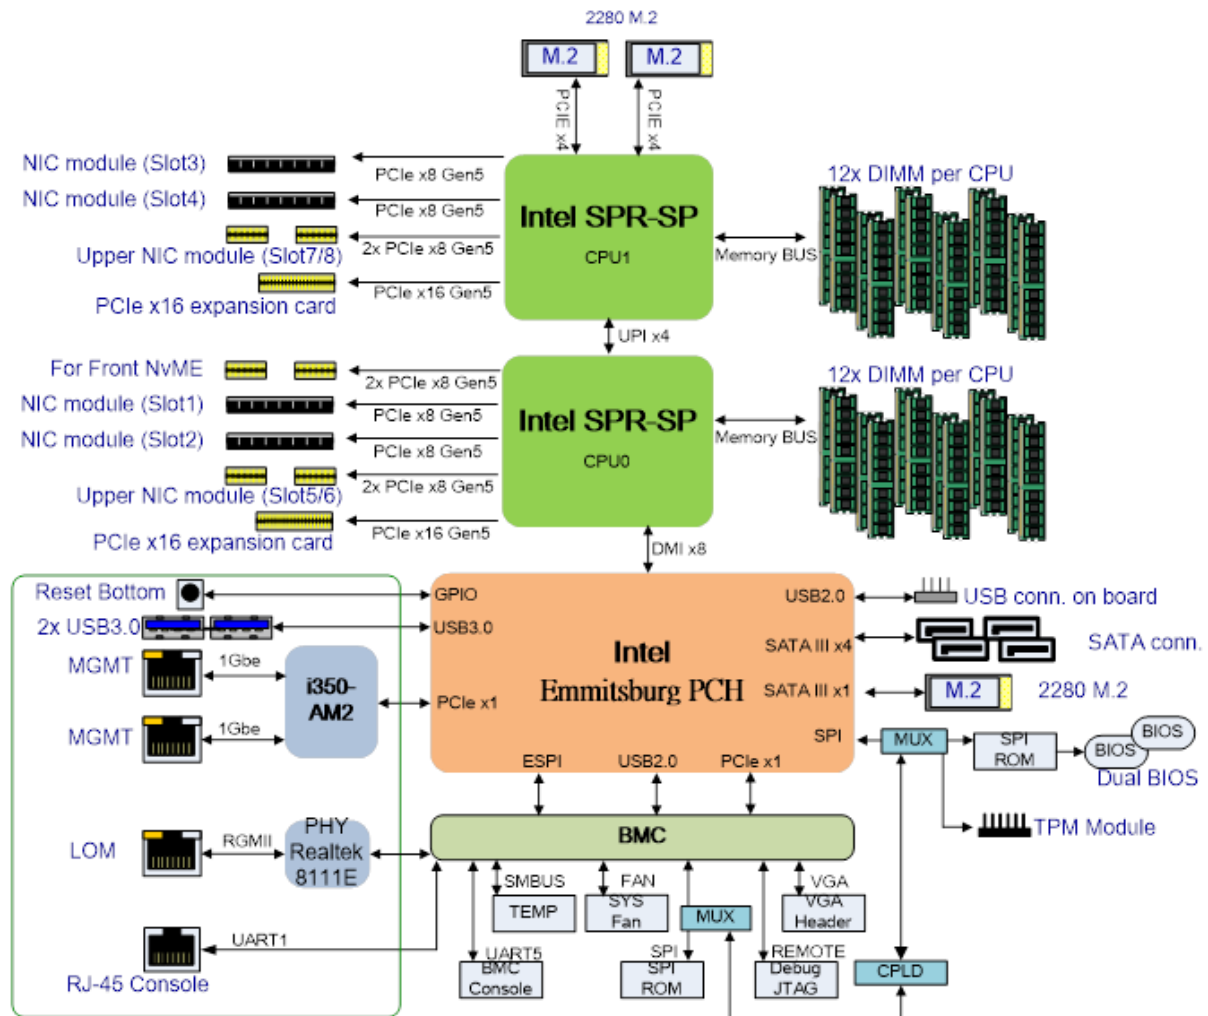 2280 M.2
M.2
M.2
PCIE x4
PCIE x4
NIC module (Slot3)
PCIe x8 Gen5
NIC module (Slot4)
PCIe x8 Gen5
Upper NIC module (Slot7/8)
2x PCIe x8 Gen5
PCIe x16 Gen5
PCIe x16 expansion card
Intel SPR-SP
CPU1
Memory BUS
12x DIMM per CPU
UPI x4
For Front NvME
2x PCIe x8 Gen5
NIC module (Slot1)
PCIe x8 Gen5
NIC module (Slot2)
PCIe x8 Gen5
Upper NIC module (Slot5/6)
2x PCIe x8 Gen5
PCIe x16 Gen5
PCIe x16 expansion card
Intel SPR-SP
CPU0
Memory BUS
12x DIMM per CPU
DMI x8
Reset Bottom
GPIO
2x USB3.0
USB3.0
MGMT
1Gbe
i350-
AM2
PCIe x1
MGMT
1Gbe
Intel
Emmitsburg PCH
USB2.0
USB conn. on board
SATA III x4
SATA conn.
SATA III x1
M.2
2280 M.2
SPI
MUX
SPI
ROM
BIOS
BIOS
Dual BIOS
TPM Module
ESPI
USB2.0
PCIe x1
BMC
LOM
RGMII
PHY
Realtek
8111E
UART1
RJ-45 Console
SMBUS
TEMP
FAN
SYS
Fan
MUX
VGA
VGA
Header
UART5
BMC
Console
SPI
SPI
ROM
REMOTE
Debug
JTAG
CPLD